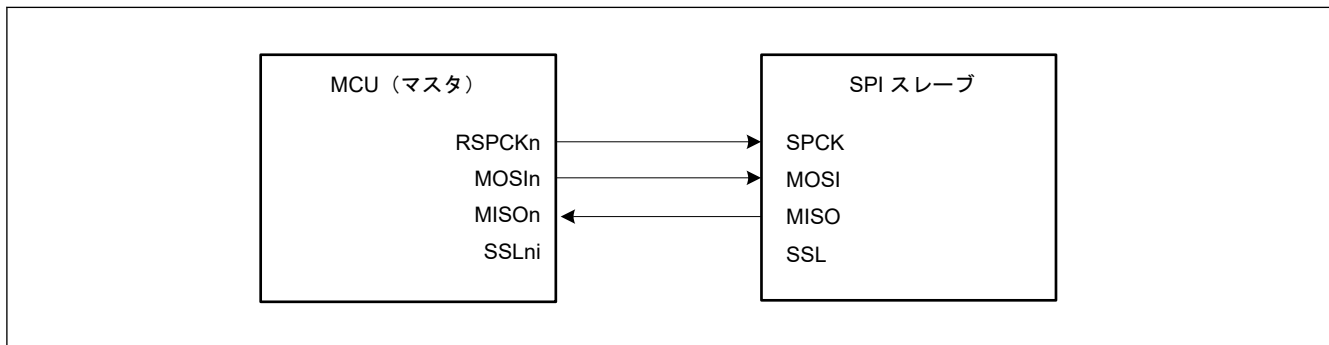 MCU（マスタ）
RSPCKn
MOSIn
MISOn
SSLni
SPI スレーブ
SPCK
MOSI
MISO
SSL